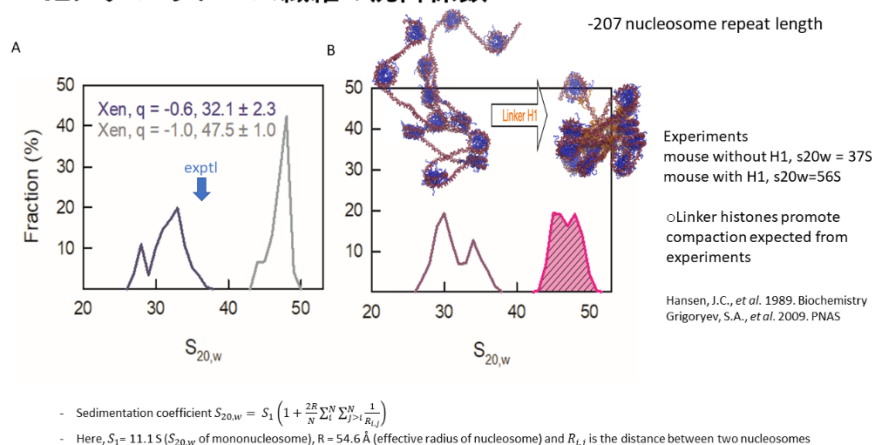 -207 nucleosome repeat length
A
B
Xen, q = -0.6, 32.1 ± 2.3
Xen, q = -1.0, 47.5 ± 1.0
exptl
Fraction (%)
50
40
30
20
10
20
30
40
50
S20,w
Linker H1
50
40
30
20
10
20
30
40
50
S20,w
Experiments
mouse without H1, s20w = 37S
mouse with H1, s20w=56S
oLinker histones promote
compaction expected from
experiments
Hansen, J.C., et al. 1989. Biochemistry
Grigoryev, S.A., et al. 2009. PNAS
- Sedimentation coefficient S20,w = S1 (1 + 2R/N ∑i^N ∑j>i^N 1/Ri,j)
- Here, S1= 11.1 S (S20,w of mononucleosome), R = 54.6 Å (effective radius of nucleosome) and Ri,j is the distance between two nucleosomes